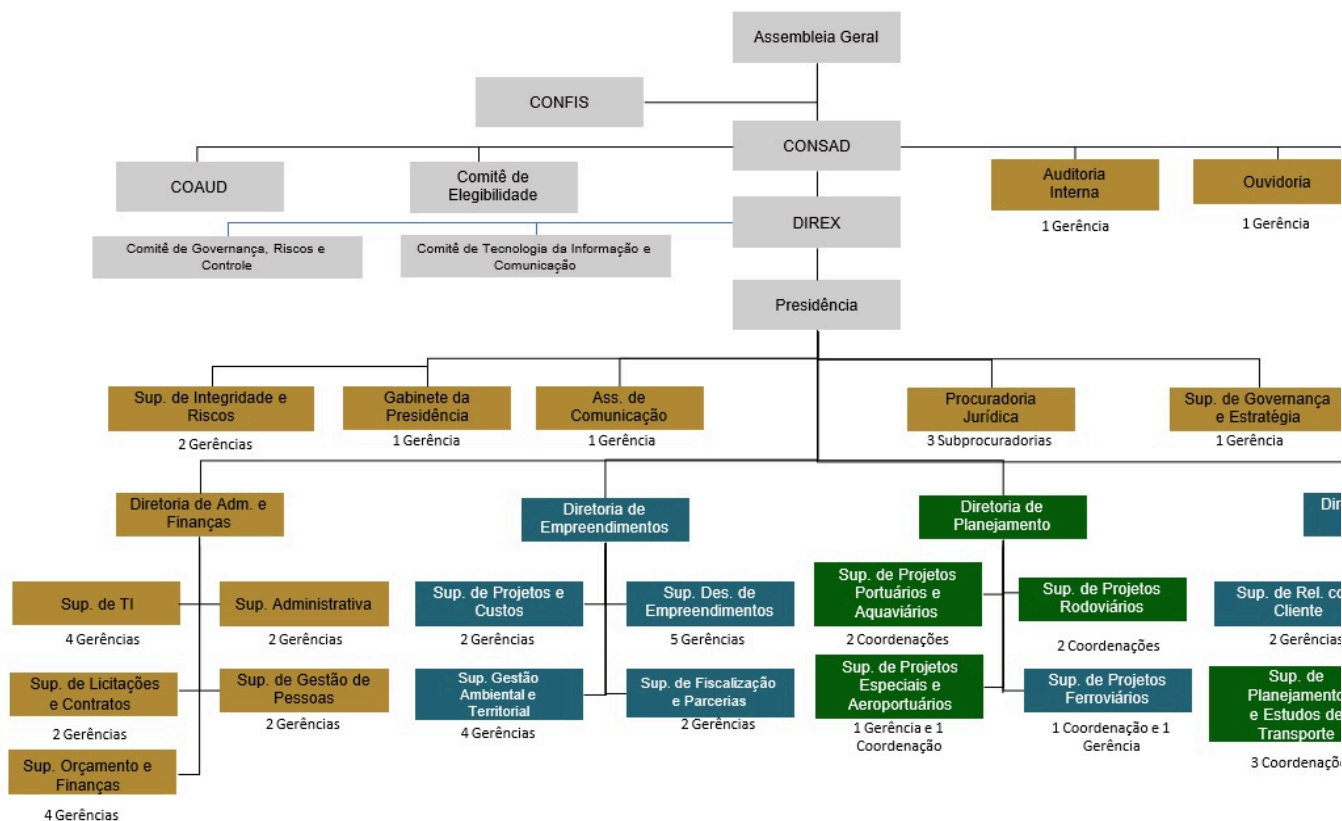 Assembleia Geral
CONFIS
CONSAD
COAUD
Comitê de
Elegibilidade
Auditoria
Interna
1 Gerência
Ouvidoria
1 Gerência
DIREX
Comitê de Governança, Riscos e
Controle
Comitê de Tecnologia da Informação e
Comunicação
Presidência
Sup. de Integridade e
Riscos
2 Gerências
Gabinete da
Presidência
1 Gerência
Ass. de
Comunicação
1 Gerência
Procuradoria
Jurídica
3 Subprocuradorias
Sup. de Governança
e Estratégia
1 Gerência
Diretoria de Adm. e
Finanças
Diretoria de
Empreendimentos
Diretoria de
Planejamento
Sup. de TI
4 Gerências
Sup. Administrativa
2 Gerências
Sup. de Projetos e
Custos
2 Gerências
Sup. Des. de
Empreendimentos
5 Gerências
Sup. de Projetos
Portuários e
Aquaviários
2 Coordenações
Sup. de Projetos
Rodoviários
2 Coordenações
Sup. de Rel. co
Cliente
2 Gerências
Sup. de Licitações
e Contratos
2 Gerências
Sup. de Gestão de
Pessoas
2 Gerências
Sup. Gestão
Ambiental e
Territorial
4 Gerências
Sup. de Fiscalização
e Parcerias
2 Gerências
Sup. de Projetos
Especiais e
Aeroportuários
1 Gerência e 1
Coordenação
Sup. de Projetos
Ferroviários
1 Coordenação e 1
Gerência
Sup. de
Planejamento
e Estudos de
Transporte
3 Coordenaçõ
Sup. Orçamento e
Finanças
4 Gerências